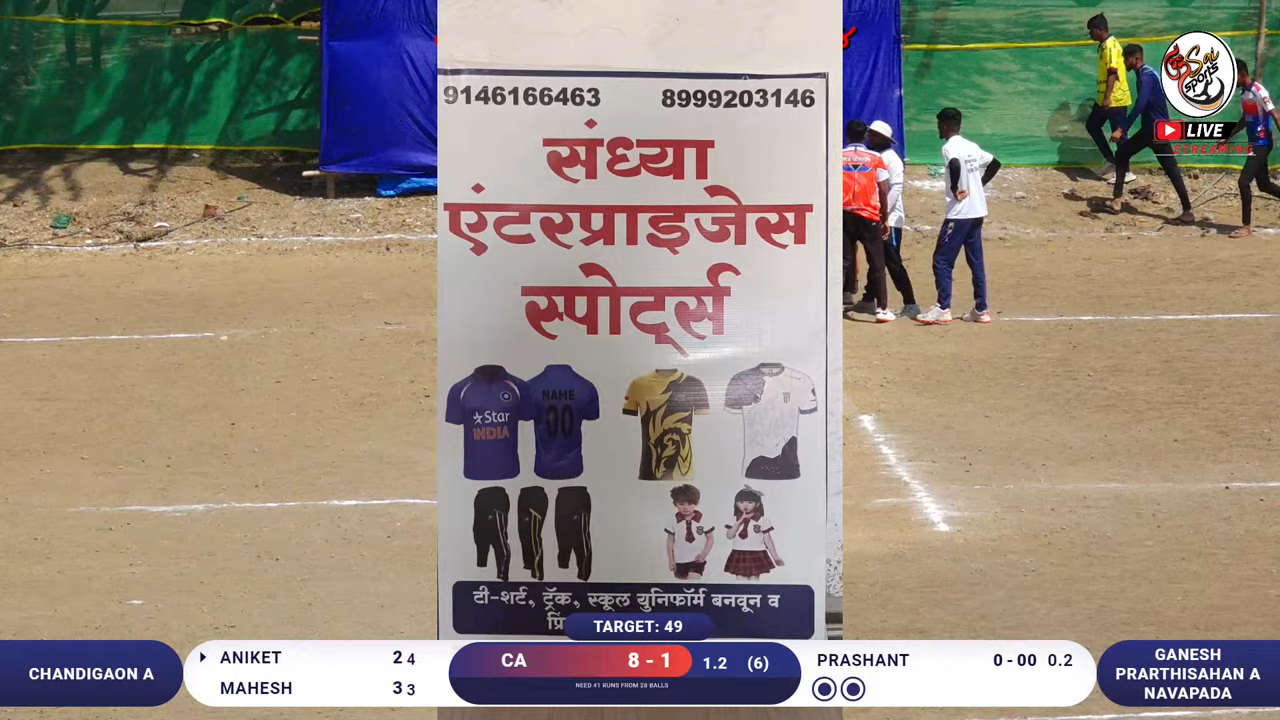 9146166463 8999203146
संध्या
एंटरप्राइजेस
स्पोर्ट्स
Star
INDIA
NAME
00
टी-शर्ट, ट्रॅक, स्कूल युनिफॉर्म बनवून व
Sai
sports
LIVE
STREAMING
TARGET: 49
CHANDIGAON A
ANIKET 2 4
MAHESH 3 3
CA 8 - 1 1.2 (6)
NEED 41 RUNS FROM 28 BALLS
PRASHANT 0 - 00 0.2
GANESH
PRARTHISAHAN A
NAVAPADA